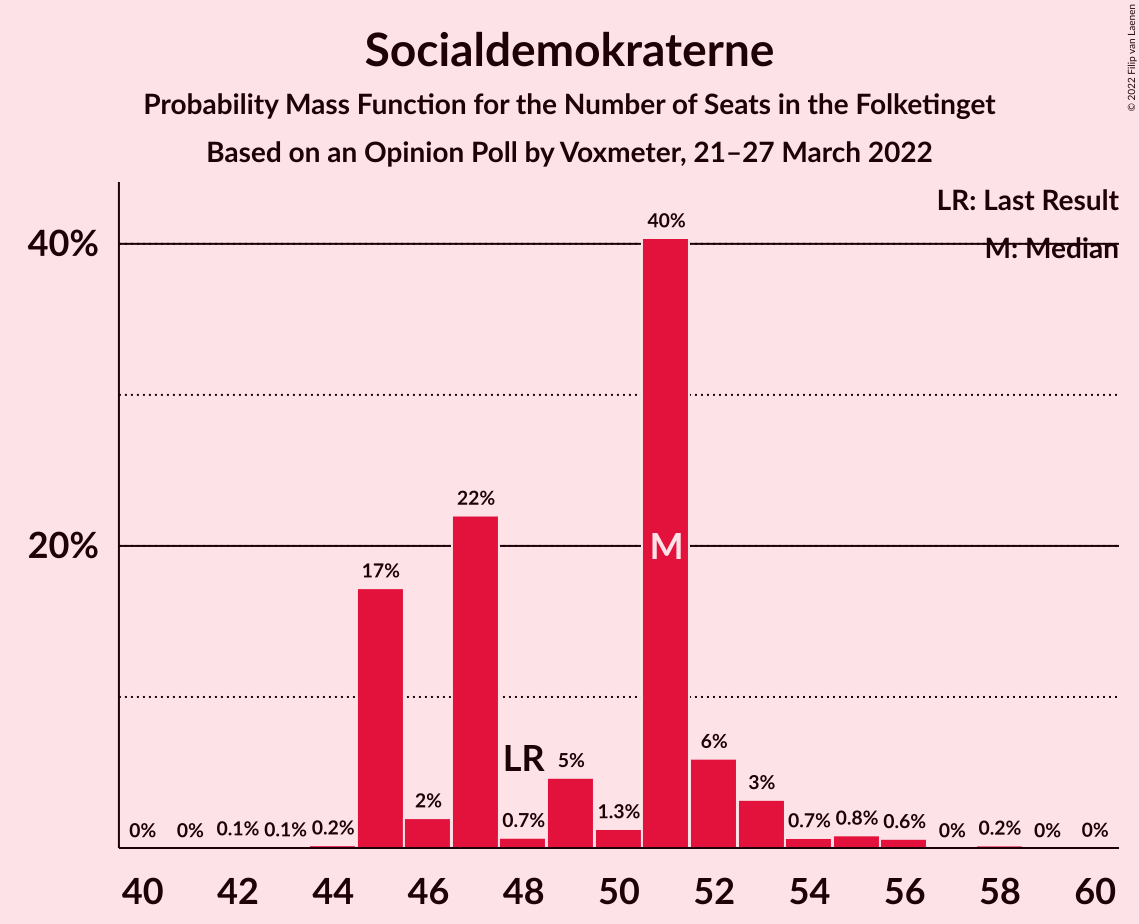 Socialdemokraterne
Probability Mass Function for the Number of Seats in the Folketinget
Based on an Opinion Poll by Voxmeter, 21–27 March 2022
© 2022 Filip van Laenen
LR: Last Result
M: Median
40%
20%
0%
0%
0.1%
0.1%
0.2%
17%
2%
22%
LR
0.7%
5%
1.3%
40%
M
6%
3%
0.7%
0.8%
0.6%
0%
0.2%
0%
0%
40 42 44 46 48 50 52 54 56 58 60